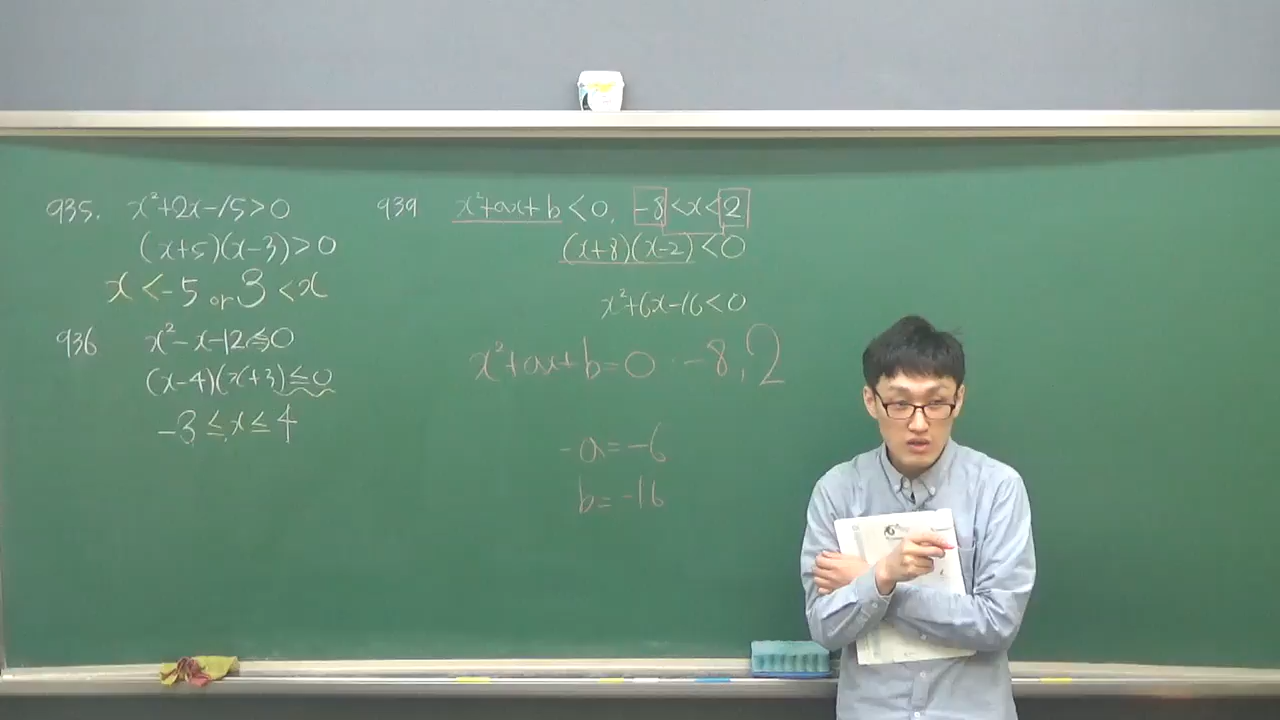 935. x²+2x-15>0
(x+5)(x-3)>0
x<-5 or 3<x
936 x²-x-12≤0
(x-4)(x+3)≤0
-3≤x≤4
939 x²+ax+b<0, -8<x<2
(x+8)(x-2)<0
x²+6x-16<0
x²+ax+b=0 -8,2
-a=-6
b=-16